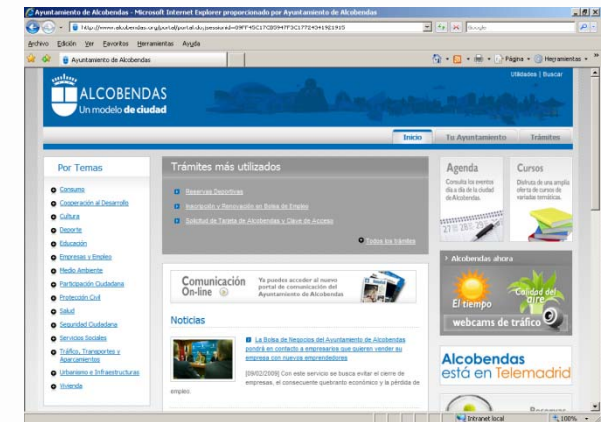 Ayuntamiento de Alcobendas - Microsoft Internet Explorer proporcionado por Ayuntamiento de Alcobendas
Google
Archivo Edición Ver Favoritos Herramientas Ayuda
Ayuntamiento de Alcobendas
Página Herramientas
Utilidades | Buscar
ALCOBENDAS
Un modelo de ciudad
Inicio Tu Ayuntamiento Trámites
Por Temas
Consumo
Cooperación al Desarrollo
Cultura
Deporte
Educación
Empresas y Empleo
Medio Ambiente
Participación Ciudadana
Protección Civil
Salud
Seguridad Ciudadana
Servicios Sociales
Tráfico, Transportes y
Aparcamientos
Urbanismo e Infraestructuras
Vivienda
Trámites más utilizados
Reservas Deportivas
Inscripción y Renovación en Bolsa de Empleo
Solicitud de Tarjeta de Alcobendas y Clave de Acceso
Todos los trámites
Comunicación
On-line
Ya puedes acceder al nuevo
portal de comunicación del
Ayuntamiento de Alcobendas
Noticias
La Bolsa de Negocios del Ayuntamiento de Alcobendas
pondrá en contacto a empresarios que quieren vender su
empresa con nuevos emprendedores
[09/02/2009] Con este servicio se busca evitar el cierre de
empresas, el consecuente quebranto económico y la pérdida de
empleo.
Agenda
Consulta los eventos
día a día de la ciudad
de Alcobendas.
27 28 29
Cursos
Disfruta de una amplia
oferta de cursos de
variadas temáticas.
Alcobendas ahora
El tiempo
Calidad del
aire
webcams de
tráfico
Alcobendas
está en Telemadrid
Intranet local
100%